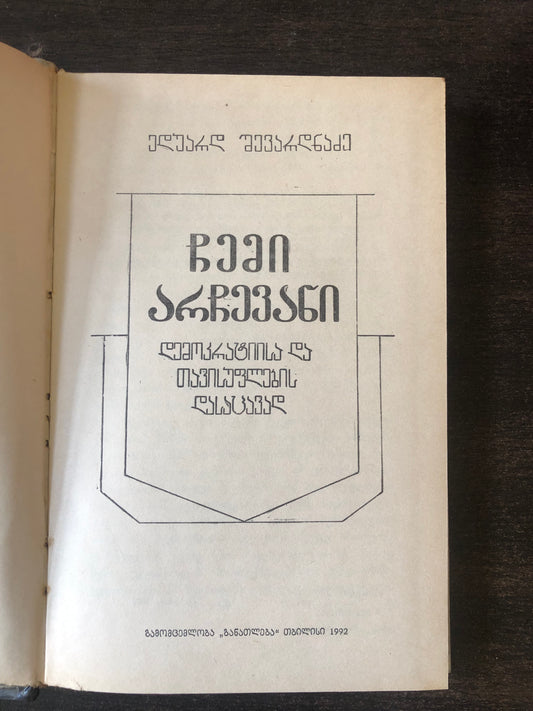 ედუარდ შევარდნაძე
ჩემი
არჩევანი
დემოკრატიისა და
თავისუფლების
დასაცავად
გამომცემლობა „განათლება“ თბილისი 1992